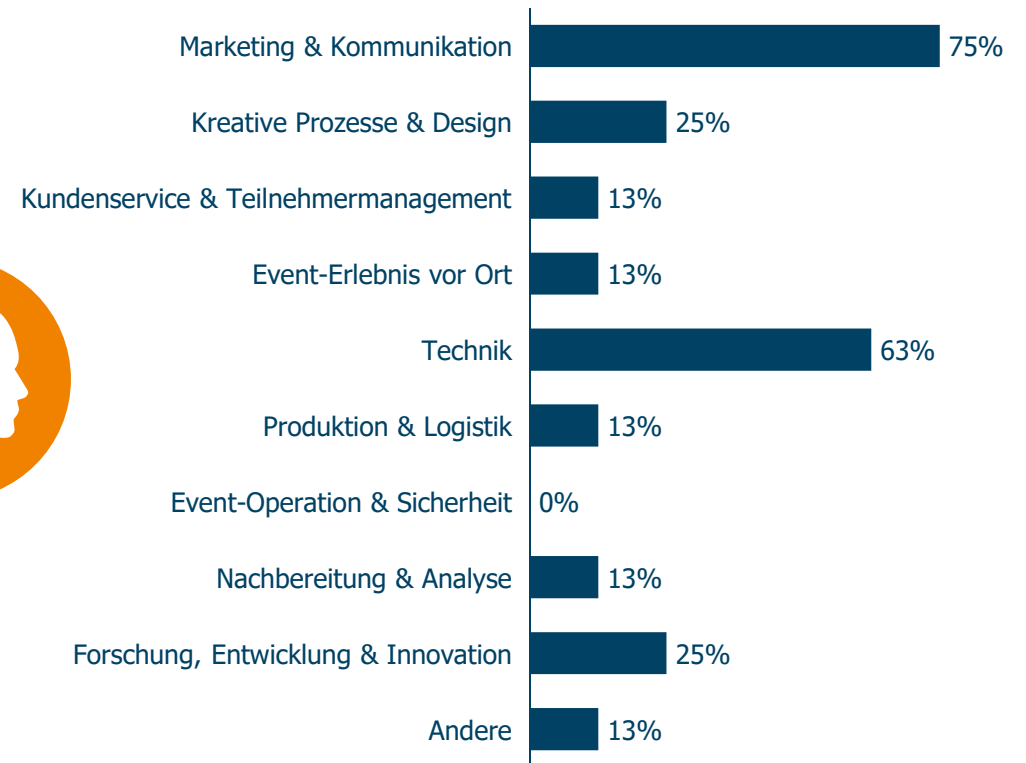 Marketing & Kommunikation 75%
Kreative Prozesse & Design 25%
Kundenservice & Teilnehmermanagement 13%
Event-Erlebnis vor Ort 13%
Technik 63%
Produktion & Logistik 13%
Event-Operation & Sicherheit 0%
Nachbereitung & Analyse 13%
Forschung, Entwicklung & Innovation 25%
Andere 13%